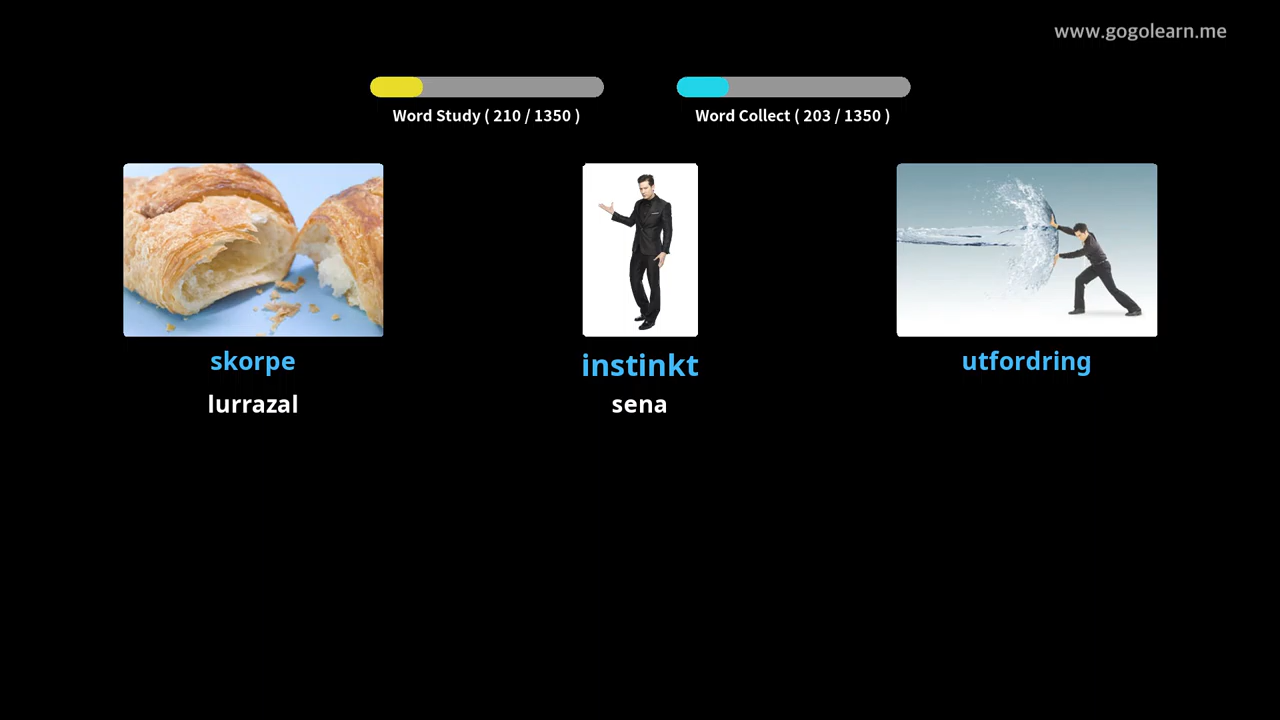 www.gogolearn.me
Word Study ( 210 / 1350 )
Word Collect ( 203 / 1350 )
skorpe
instinkt
utfordring
lurrazal
sena